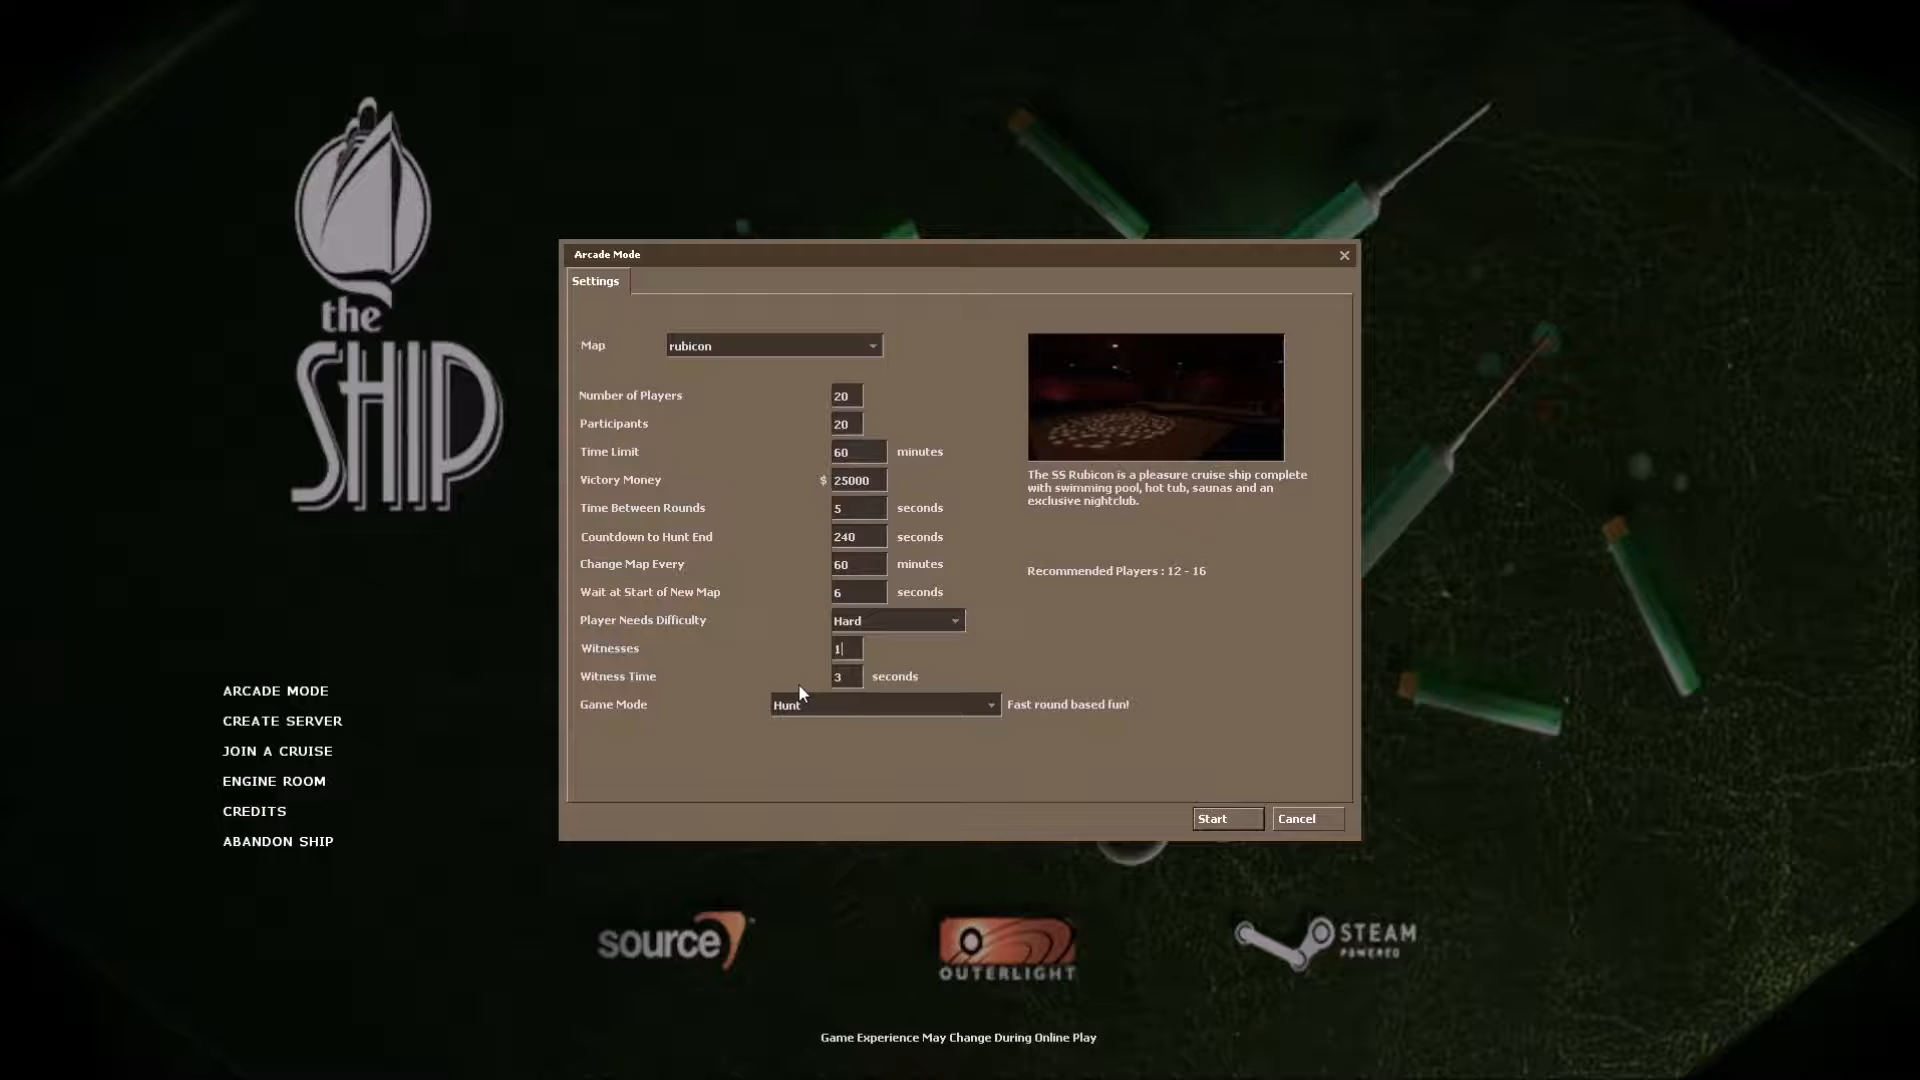 the
SHIP
ARCADE MODE
CREATE SERVER
JOIN A CRUISE
ENGINE ROOM
CREDITS
ABANDON SHIP
Arcade Mode
Settings
Map rubicon
Number of Players 20
Participants 20
Time Limit 60 minutes
Victory Money $ 25000
Time Between Rounds 5 seconds
Countdown to Hunt End 240 seconds
Change Map Every 60 minutes
Wait at Start of New Map 6 seconds
Player Needs Difficulty Hard
Witnesses 1
Witness Time 3 seconds
Game Mode Hunt Fast round based fun!
The SS Rubicon is a pleasure cruise ship complete
with swimming pool, hot tub, saunas and an
exclusive nightclub.
Recommended Players : 12 - 16
Start Cancel
source
OUTERLIGHT
STEAM
POWERED
Game Experience May Change During Online Play